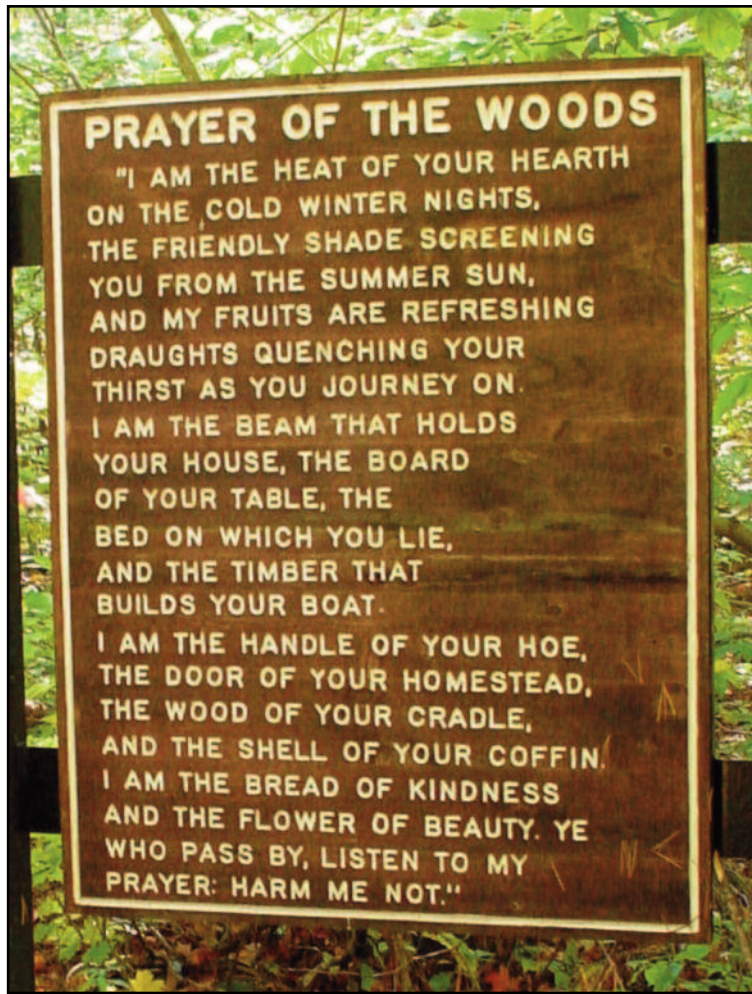 PRAYER OF THE WOODS
"I AM THE HEAT OF YOUR HEARTH
ON THE COLD WINTER NIGHTS,
THE FRIENDLY SHADE SCREENING
YOU FROM THE SUMMER SUN,
AND MY FRUITS ARE REFRESHING
DRAUGHTS QUENCHING YOUR
THIRST AS YOU JOURNEY ON.
I AM THE BEAM THAT HOLDS
YOUR HOUSE, THE BOARD
OF YOUR TABLE, THE
BED ON WHICH YOU LIE,
AND THE TIMBER THAT
BUILDS YOUR BOAT.
I AM THE HANDLE OF YOUR HOE,
THE DOOR OF YOUR HOMESTEAD,
THE WOOD OF YOUR CRADLE,
AND THE SHELL OF YOUR COFFIN.
I AM THE BREAD OF KINDNESS
AND THE FLOWER OF BEAUTY. YE
WHO PASS BY, LISTEN TO MY
PRAYER: HARM ME NOT."